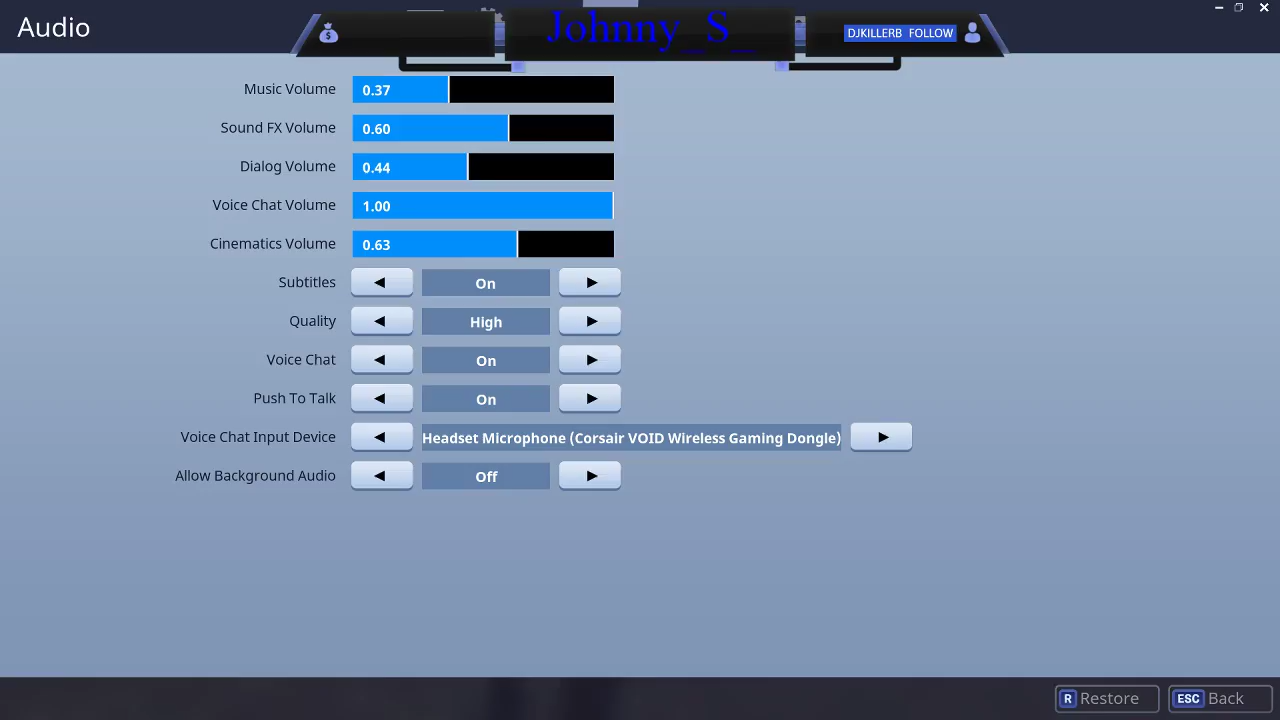 Audio
Johnny_S_
DJKILLERB FOLLOW
Music Volume 0.37
Sound FX Volume 0.60
Dialog Volume 0.44
Voice Chat Volume 1.00
Cinematics Volume 0.63
Subtitles On
Quality High
Voice Chat On
Push To Talk On
Voice Chat Input Device Headset Microphone (Corsair VOID Wireless Gaming Dongle)
Allow Background Audio Off
R Restore ESC Back